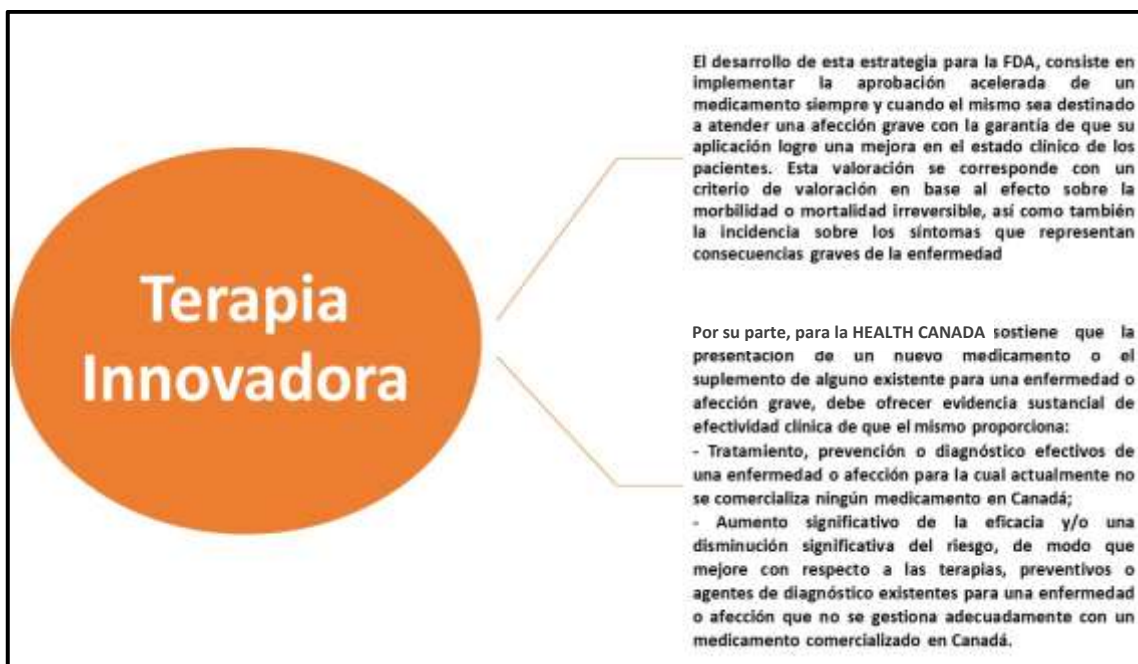 Terapia
Innovadora
El desarrollo de esta estrategia para la FDA, consiste en
implementar la aprobación acelerada de un
medicamento siempre y cuando el mismo sea destinado
a atender una afección grave con la garantía de que su
aplicación logre una mejora en el estado clínico de los
pacientes. Esta valoración se corresponde con un
criterio de valoración en base al efecto sobre la
morbilidad o mortalidad irreversible, así como también
la incidencia sobre los síntomas que representan
consecuencias graves de la enfermedad
Por su parte, para la HEALTH CANADA sostiene que la
presentación de un nuevo medicamento o el
suplemento de alguno existente para una enfermedad o
afección grave, debe ofrecer evidencia sustancial de
efectividad clínica de que el mismo proporciona:
- Tratamiento, prevención o diagnóstico efectivos de
una enfermedad o afección para la cual actualmente no
se comercializa ningún medicamento en Canadá;
- Aumento significativo de la eficacia y/o una
disminución significativa del riesgo, de modo que
mejore con respecto a las terapias, preventivos o
agentes de diagnóstico existentes para una enfermedad
o afección que no se gestiona adecuadamente con un
medicamento comercializado en Canadá.